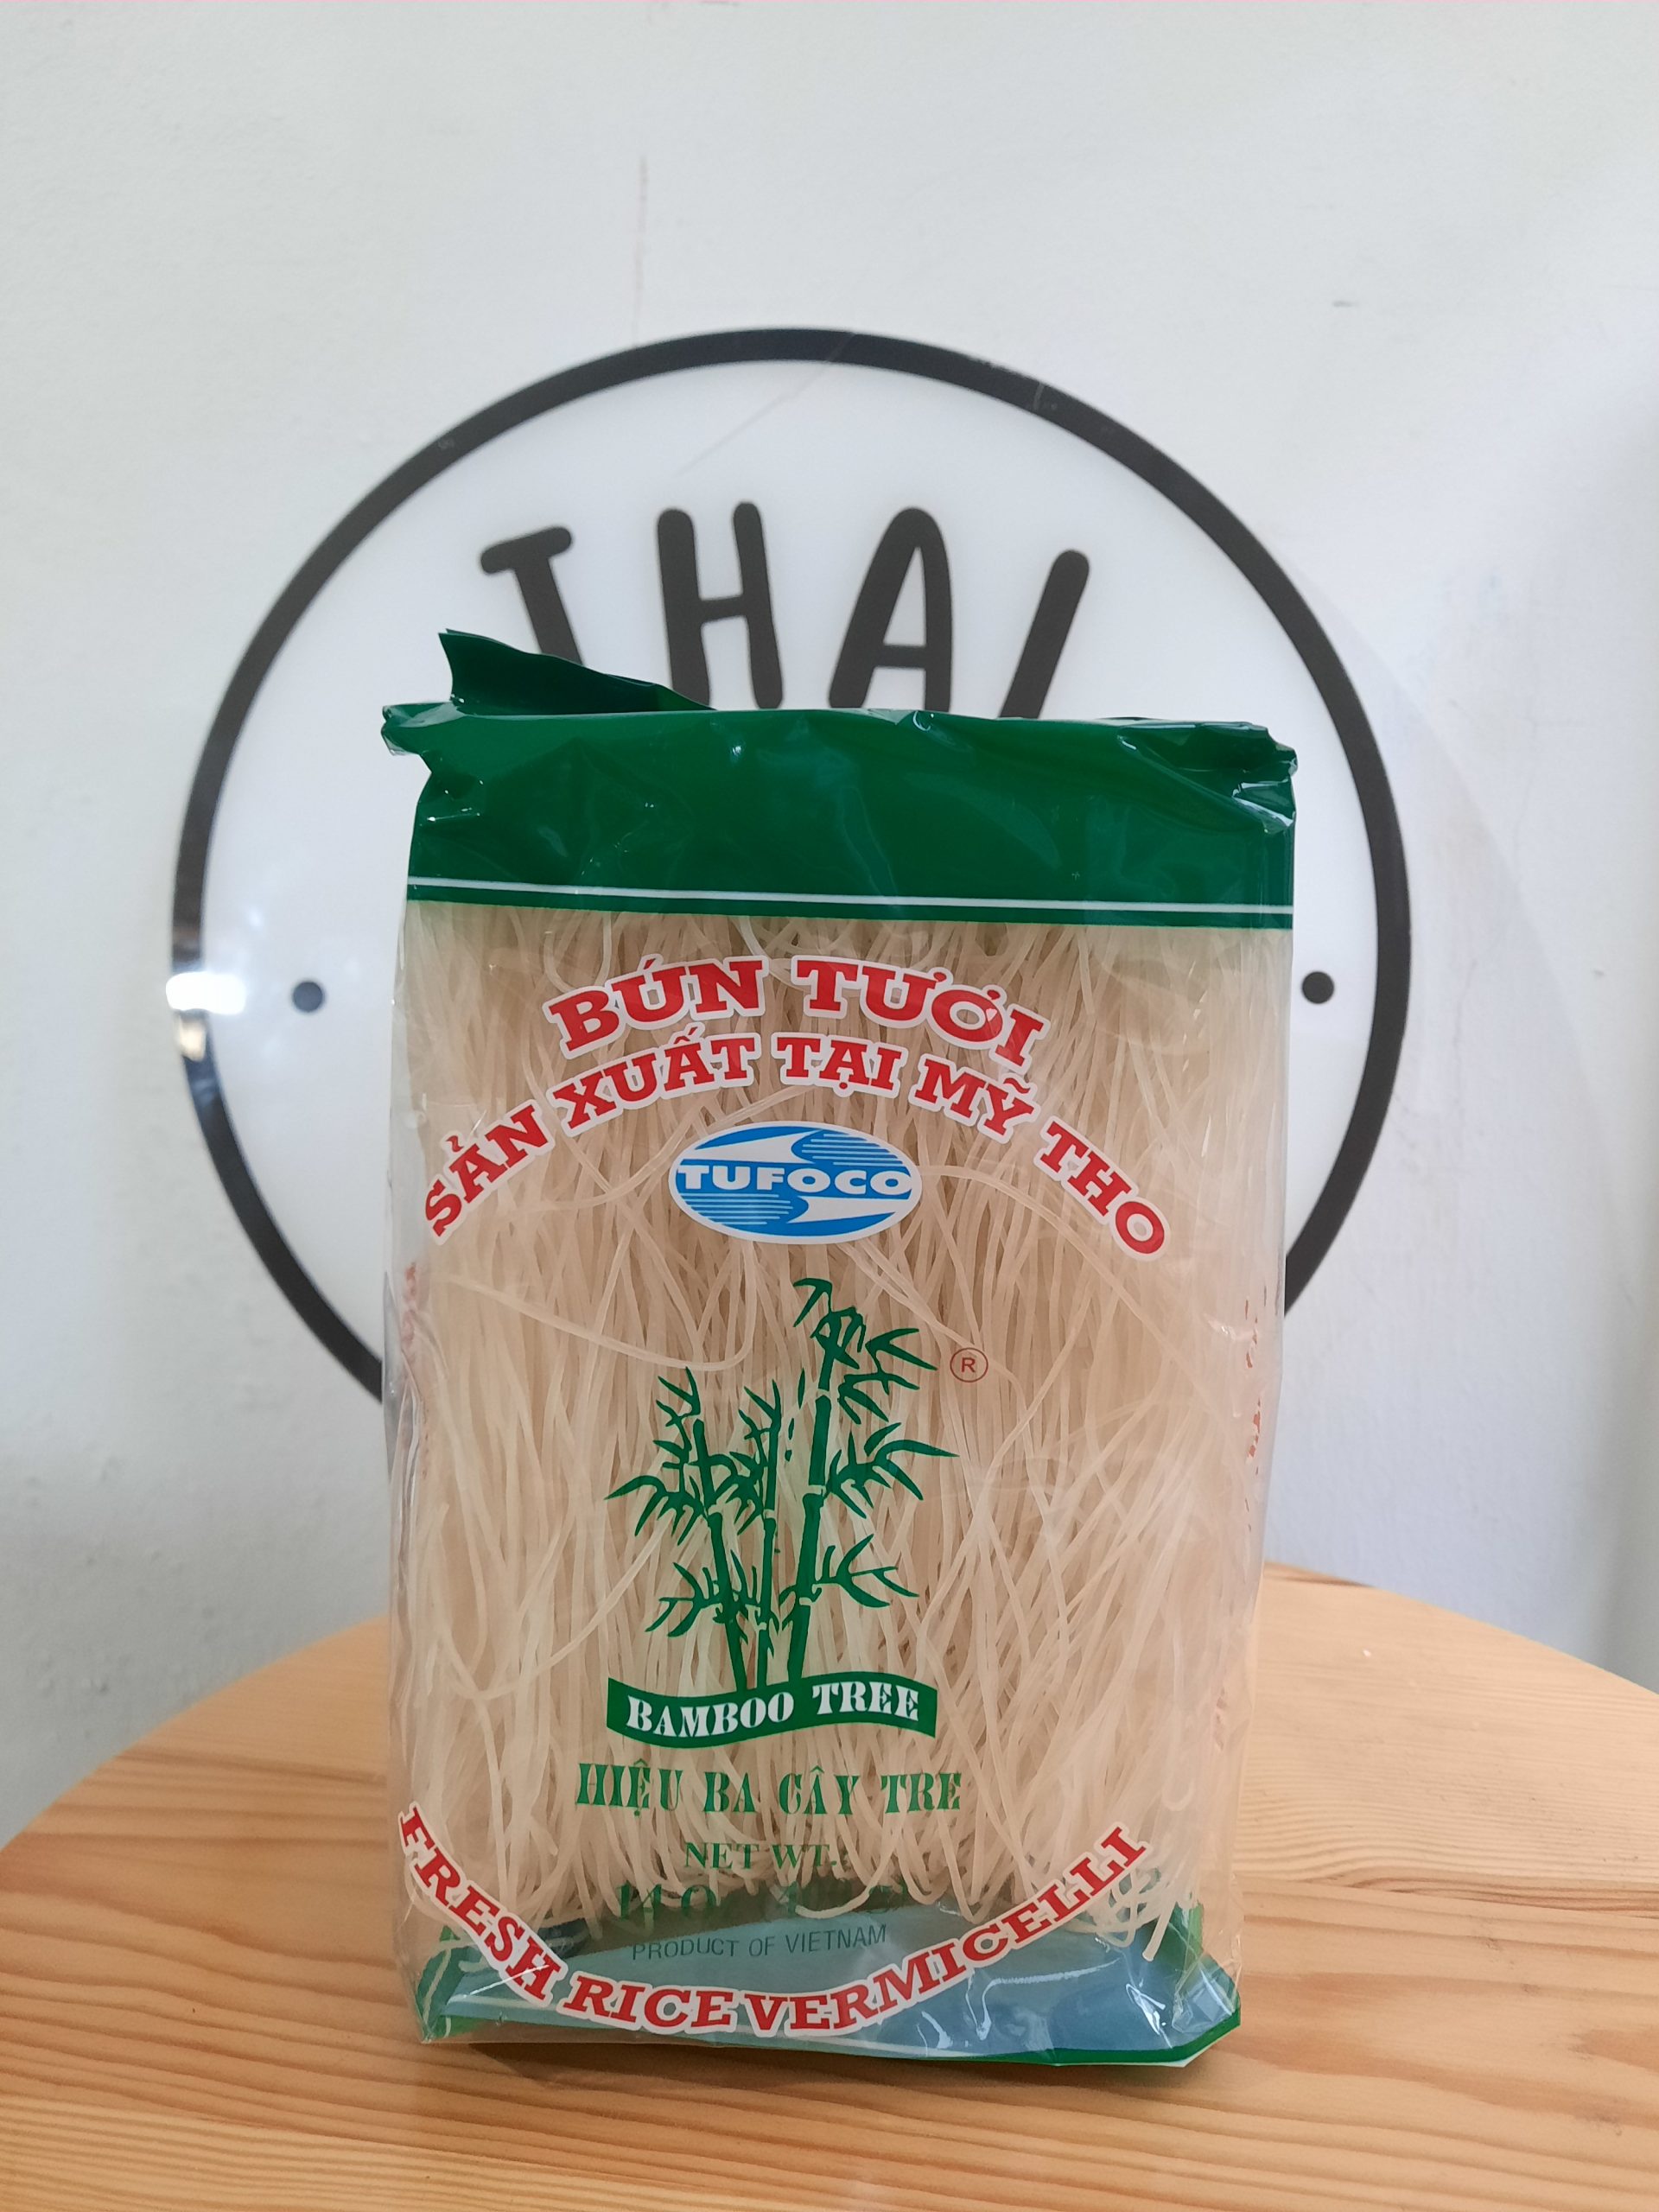 THAI
BÚN TƯƠI
SẢN XUẤT TẠI MỸ THO
TUFOCO
®
BAMBOO TREE
HIỆU BA CÂY TRE
NET WT.:
PRODUCT OF VIETNAM
FRESH RICE VERMICELLI